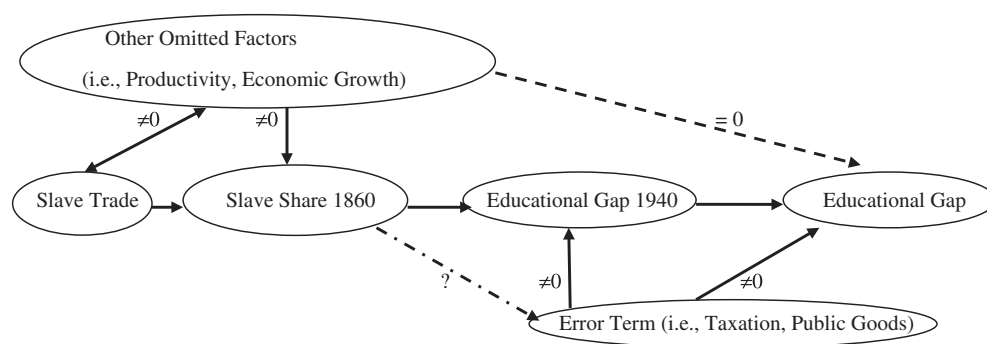 Other Omitted Factors
(i.e., Productivity, Economic Growth)
≠0
≠0
= 0
Slave Trade
Slave Share 1860
Educational Gap 1940
Educational Gap
?
≠0
≠0
Error Term (i.e., Taxation, Public Goods)